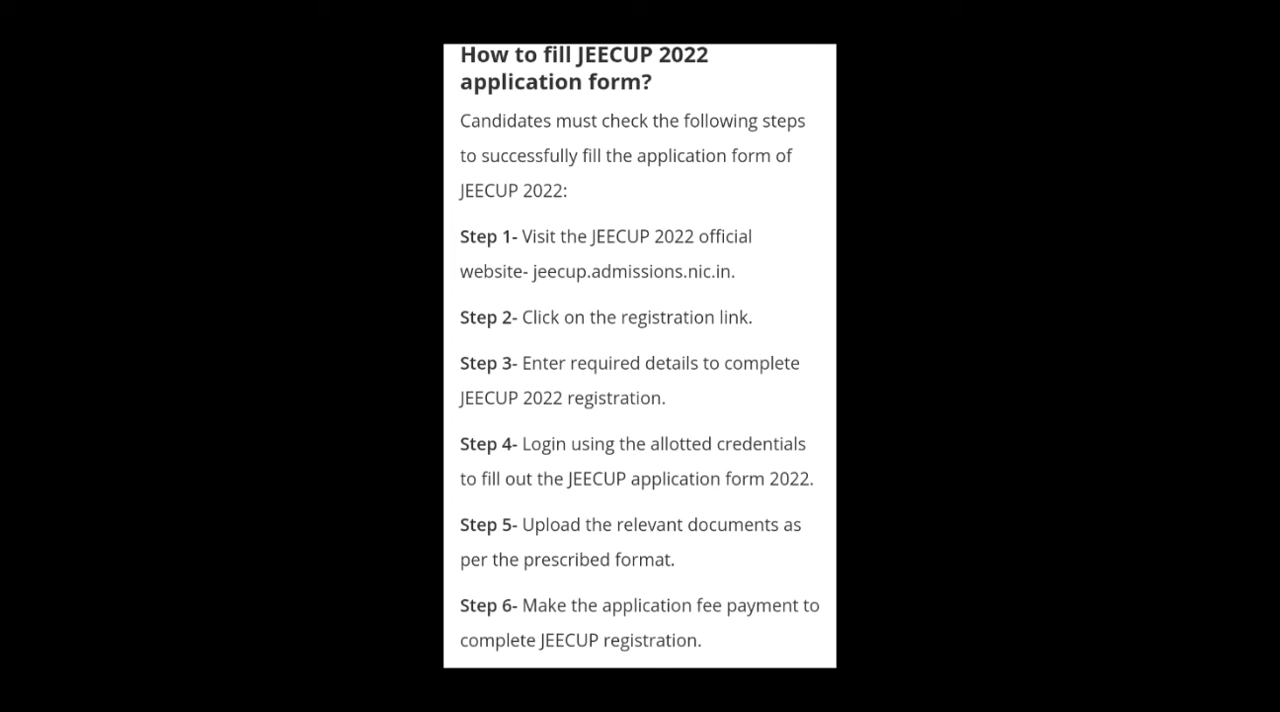 How to fill JEECUP 2022
application form?
Candidates must check the following steps
to successfully fill the application form of
JEECUP 2022:
Step 1- Visit the JEECUP 2022 official
website- jeecup.admissions.nic.in.
Step 2- Click on the registration link.
Step 3- Enter required details to complete
JEECUP 2022 registration.
Step 4- Login using the allotted credentials
to fill out the JEECUP application form 2022.
Step 5- Upload the relevant documents as
per the prescribed format.
Step 6- Make the application fee payment to
complete JEECUP registration.